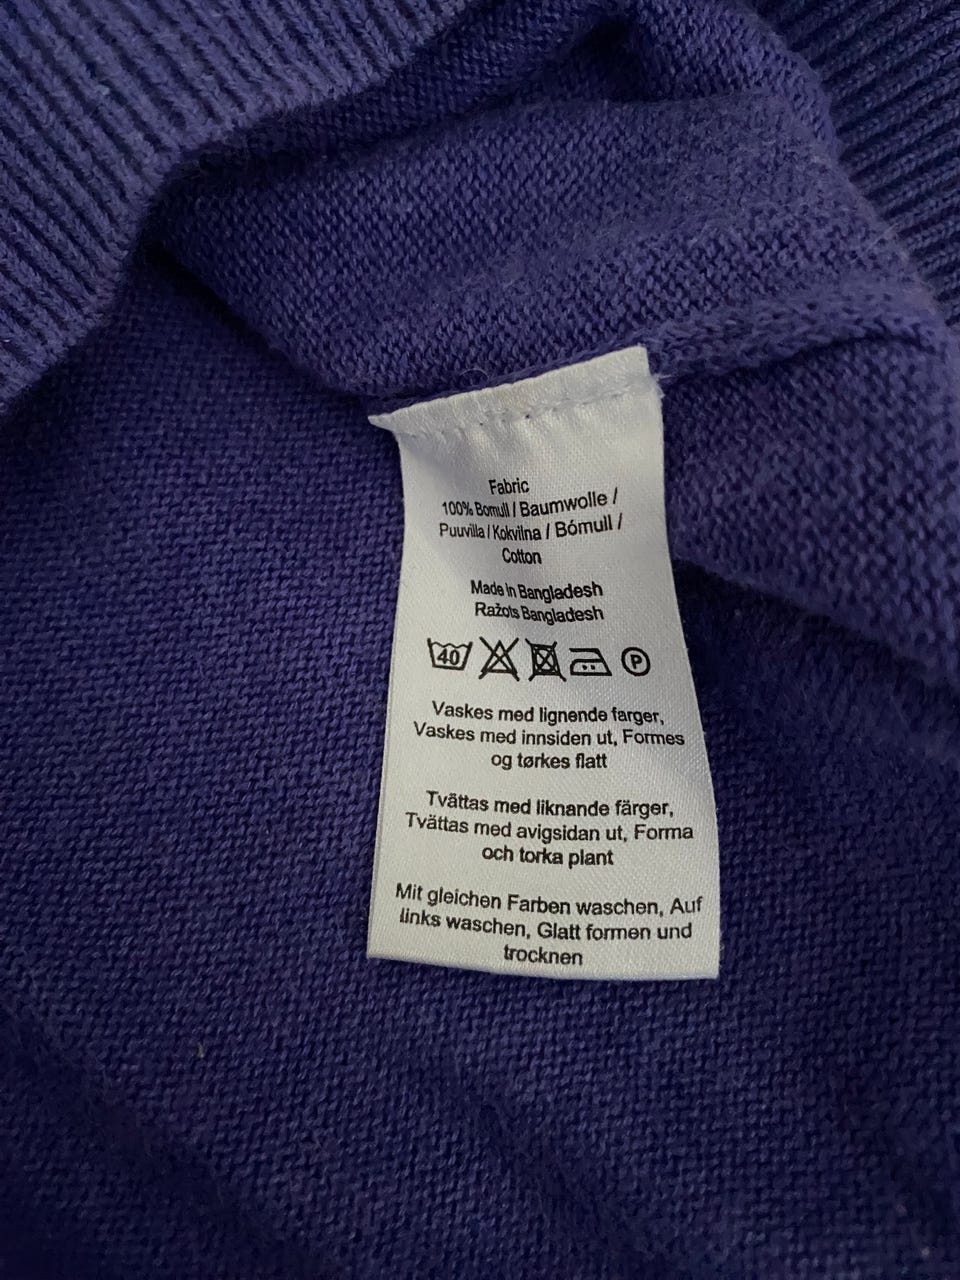 Fabric
100% Bomull / Baumwolle /
Puuvilla / Kokvilna / Bómull /
Cotton
Made in Bangladesh
Ražots Bangladesh
40 P
Vaskes med lignende farger,
Vaskes med innsiden ut, Formes
og tørkes flatt
Tvättas med liknande färger,
Tvättas med avigsidan ut, Forma
och torka plant
Mit gleichen Farben waschen, Auf
links waschen, Glatt formen und
trocknen